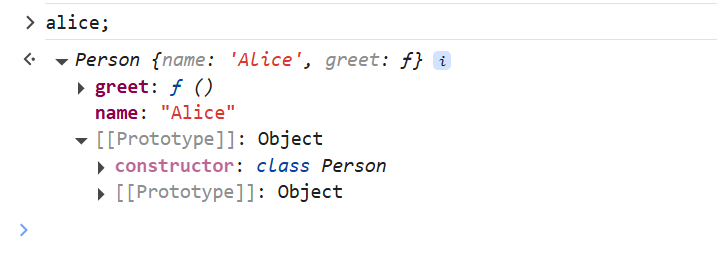 alice;
Person {name: 'Alice', greet: ƒ} i
greet: ƒ ()
name: "Alice"
[[Prototype]]: Object
constructor: class Person
[[Prototype]]: Object